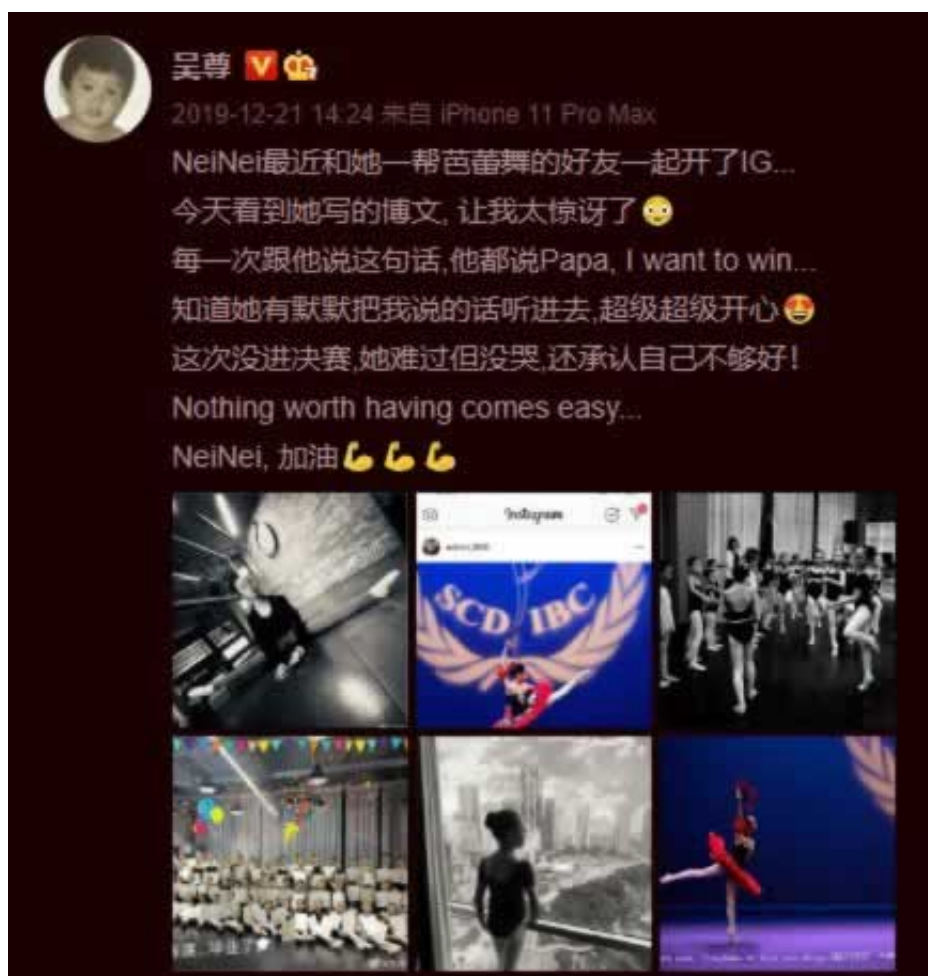 吴尊
2019-12-21 14:24 来自 iPhone 11 Pro Max
NeiNei最近和她一帮芭蕾舞的好友一起开了IG...
今天看到她写的博文, 让我太惊讶了
每一次跟他说这句话,他都说Papa, I want to win...
知道她有默默把我说的话听进去,超级超级开心
这次没进决赛,她难过但没哭,还承认自己不够好!
Nothing worth having comes easy...
NeiNei, 加油
Instagram
SCD IBC